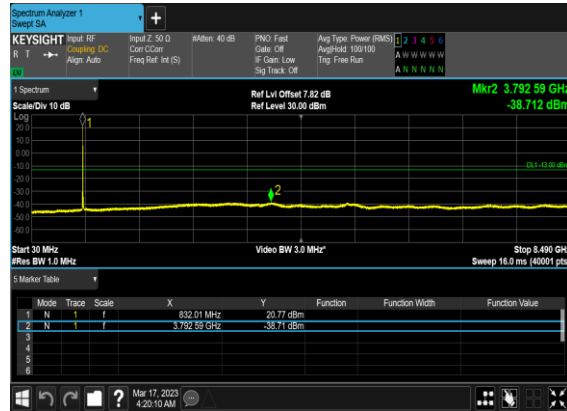 Spectrum Analyzer 1
Swept SA
+
KEYSIGHT Input: RF Input Z: 50 Ω #Atten: 40 dB PNO: Fast Avg Type: Power (RMS) 1 2 3 4 5 6
R T Coupling: DC Corr CCorr Gate: Off Avg|Hold: 100/100 A W W W W W
Align: Auto Freq Ref: Int (S) IF Gain: Low Trig: Free Run
LW Sig Track: Off A N N N N N
1 Spectrum Ref Lvl Offset 7.82 dB Mkr2 3.792 59 GHz
Scale/Div 10 dB Ref Level 30.00 dBm -38.712 dBm
Log
20.0
1
10.0
0.00
-10.0
DL1 -13.00 dBm
-20.0
-30.0
2
-40.0
-50.0
-60.0
Start 30 MHz Video BW 3.0 MHz* Stop 8.490 GHz
#Res BW 1.0 MHz Sweep 16.0 ms (40001 pts)
5 Marker Table
Mode Trace Scale X Y Function Function Width Function Value
1 N 1 f 832.01 MHz 20.77 dBm
2 N 1 f 3.792 59 GHz -38.71 dBm
3
4
5
6
? Mar 17, 2023
4:20:10 AM